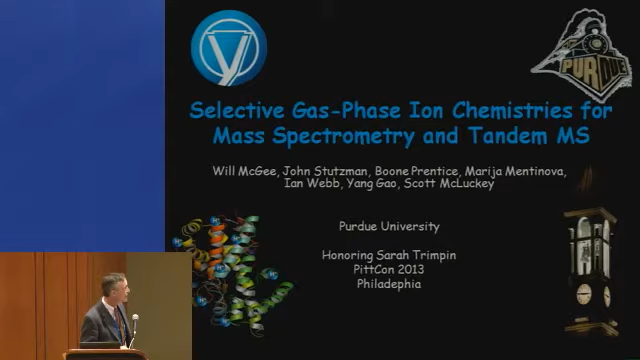 PURDUE
Selective Gas-Phase Ion Chemistries for
Mass Spectrometry and Tandem MS
Will McGee, John Stutzman, Boone Prentice, Marija Mentinova,
Ian Webb, Yang Gao, Scott McLuckey
Purdue University
Honoring Sarah Trimpin
PittCon 2013
Philadephia